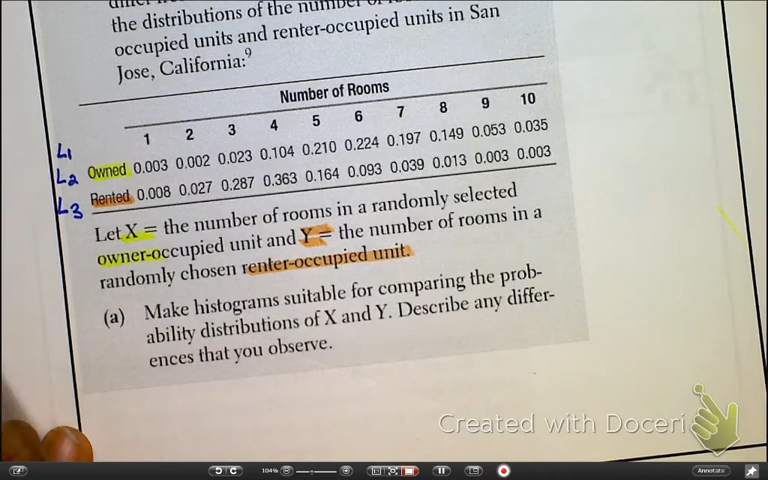 the distributions of the number of
occupied units and renter-occupied units in San
Jose, California:9
Number of Rooms
1 2 3 4 5 6 7 8 9 10
L1
L2 Owned 0.003 0.002 0.023 0.104 0.210 0.224 0.197 0.149 0.053 0.035
L3 Rented 0.008 0.027 0.287 0.363 0.164 0.093 0.039 0.013 0.003 0.003
Let X = the number of rooms in a randomly selected
owner-occupied unit and Y = the number of rooms in a
randomly chosen renter-occupied unit.
(a) Make histograms suitable for comparing the prob-
ability distributions of X and Y. Describe any differ-
ences that you observe.
Created with Doceri
104%
Annotate